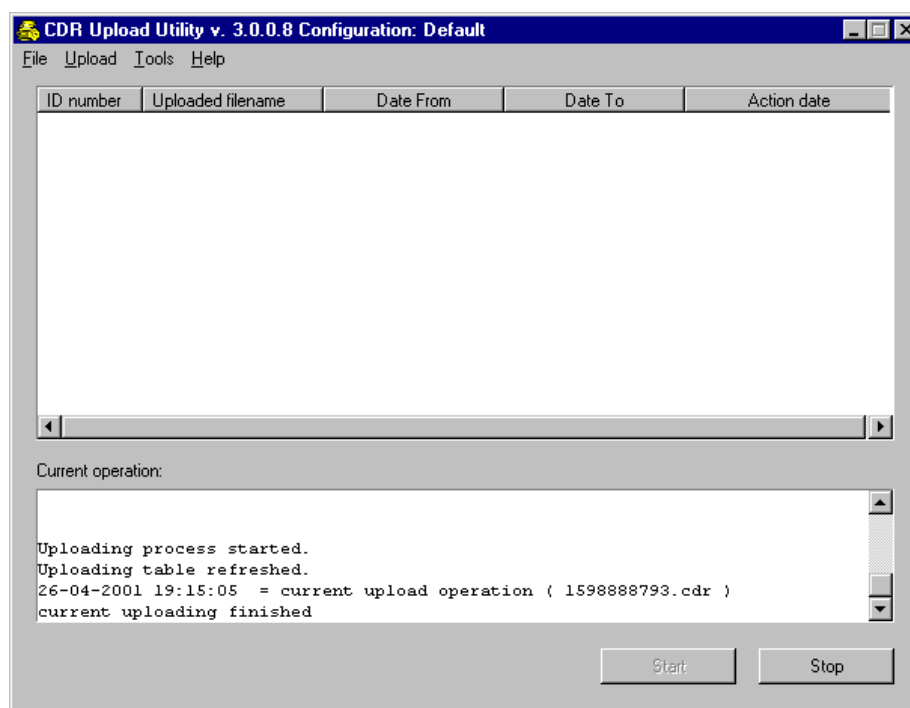 CDR Upload Utility v. 3.0.0.8 Configuration: Default
File Upload Tools Help
ID number Uploaded filename Date From Date To Action date
Current operation:
Uploading process started.
Uploading table refreshed.
26-04-2001 19:15:05 = current upload operation ( 1598888793.cdr )
current uploading finished
Start Stop